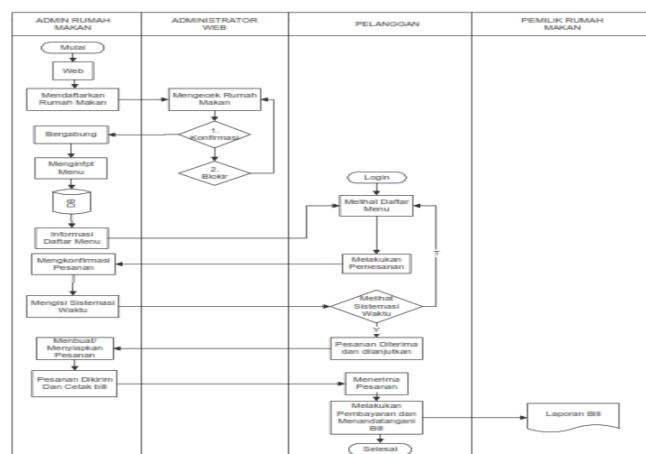 ADMIN RUMAH
MAKAN
ADMINISTRATOR
WEB
PELANGGAN
PEMILIK RUMAH
MAKAN
Mulai
Web
Mendaftarkan
Rumah Makan
Mengecek Rumah
Makan
Bergabung
1.
Konfirmasi
Mengintpt
Menu
2.
Blokir
DB
Login
Melihat Daftar
Menu
Informasi
Daftar Menu
Mengkonfirmasi
Pesanan
Melakukan
Pemesanan
T
Mengisi Sistemasi
Waktu
Melihat
Sistemasi
Waktu
Y
Menbuat/
Menyiapkan
Pesanan
Pesanan Diterima
dan dilanjutkan
Pesanan Dikirim
Dan Cetak bill
Menerima
Pesanan
Melakukan
Pembayaran dan
Menandatangani
Bill
Laporan Bill
Selesai